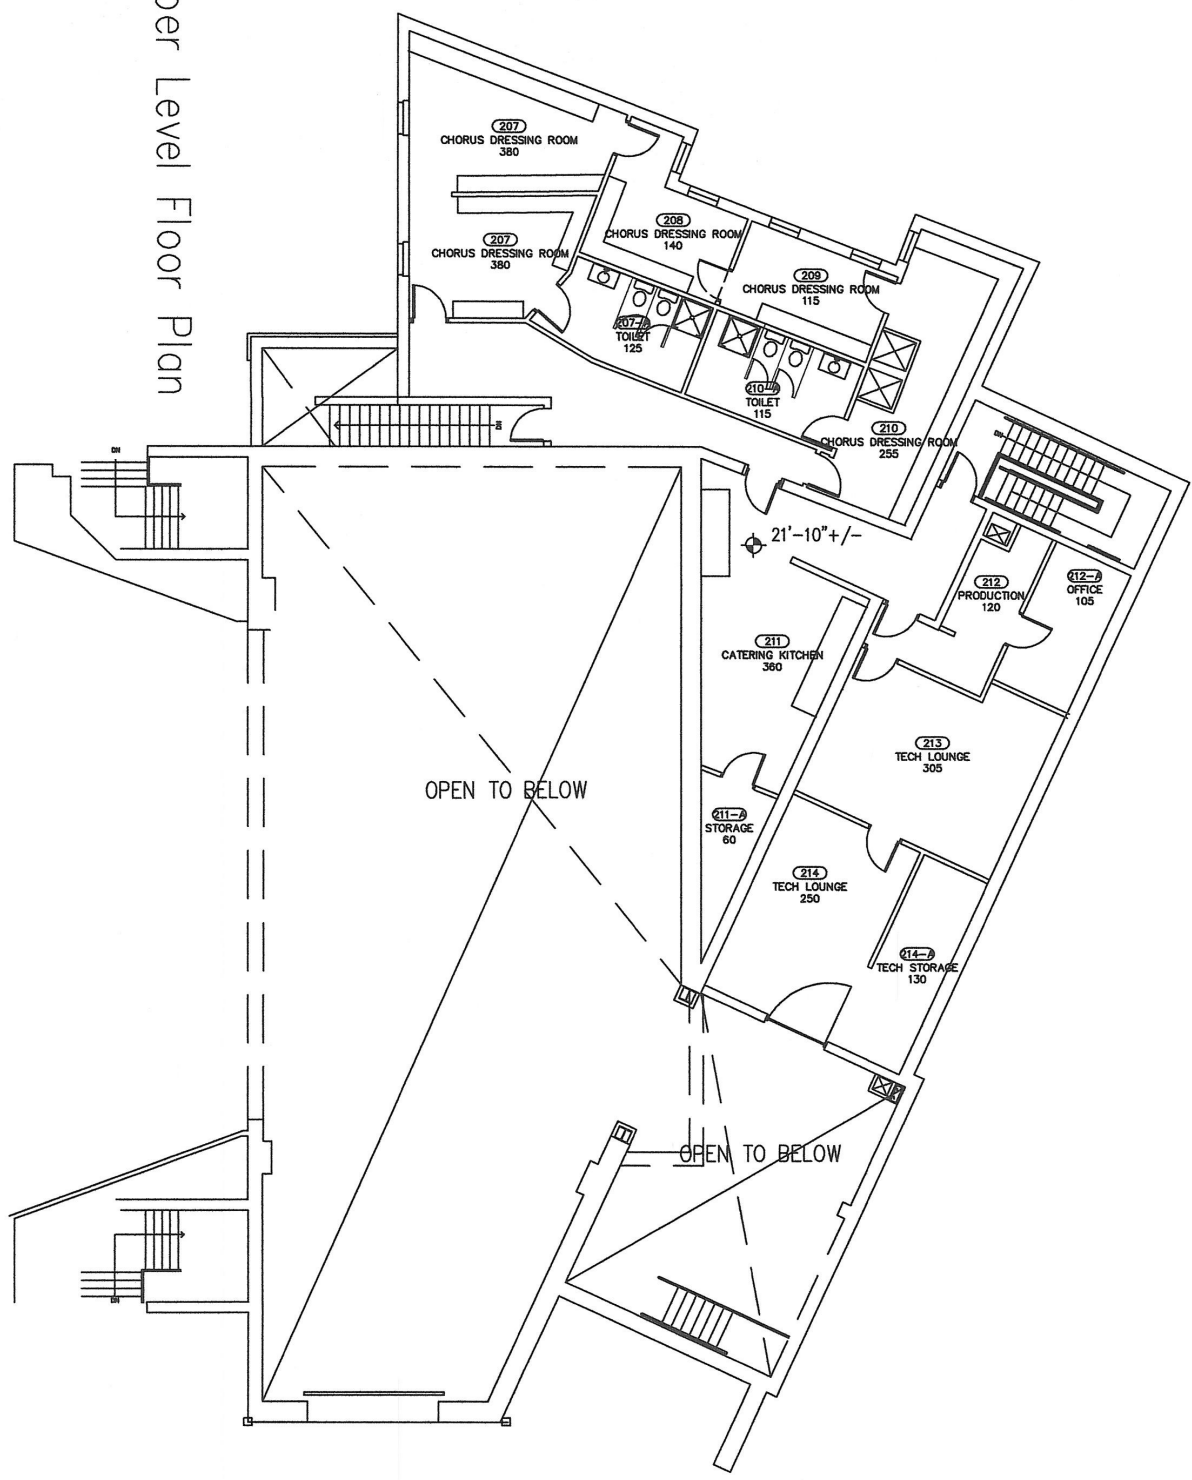 per Level Floor Plan
207
CHORUS DRESSING ROOM
380
207
CHORUS DRESSING ROOM
380
208
CHORUS DRESSING ROOM
140
209
CHORUS DRESSING ROOM
115
207-A
TOILET
125
210-A
TOILET
115
210
CHORUS DRESSING ROOM
255
DN
DN
DN
21'-10"+/-
212
PRODUCTION
120
212-A
OFFICE
105
211
CATERING KITCHEN
360
213
TECH LOUNGE
305
OPEN TO BELOW
211-A
STORAGE
60
214
TECH LOUNGE
250
214-A
TECH STORAGE
130
OPEN TO BELOW
DN